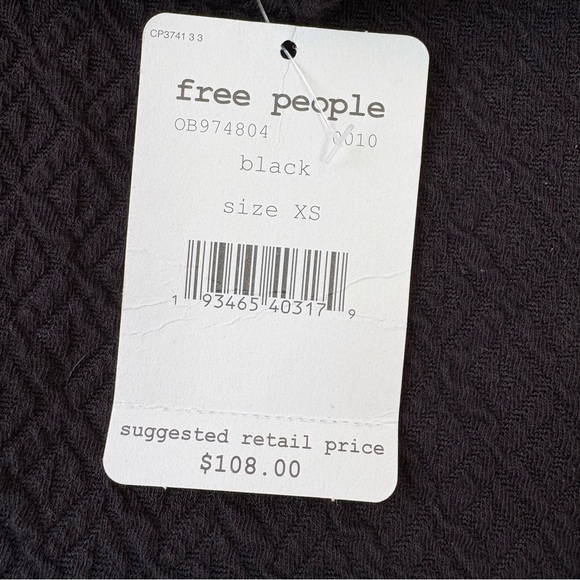 CP3741 3 3
free people
OB974804 0010
black
size XS
1 93465 40317 9
suggested retail price
$108.00